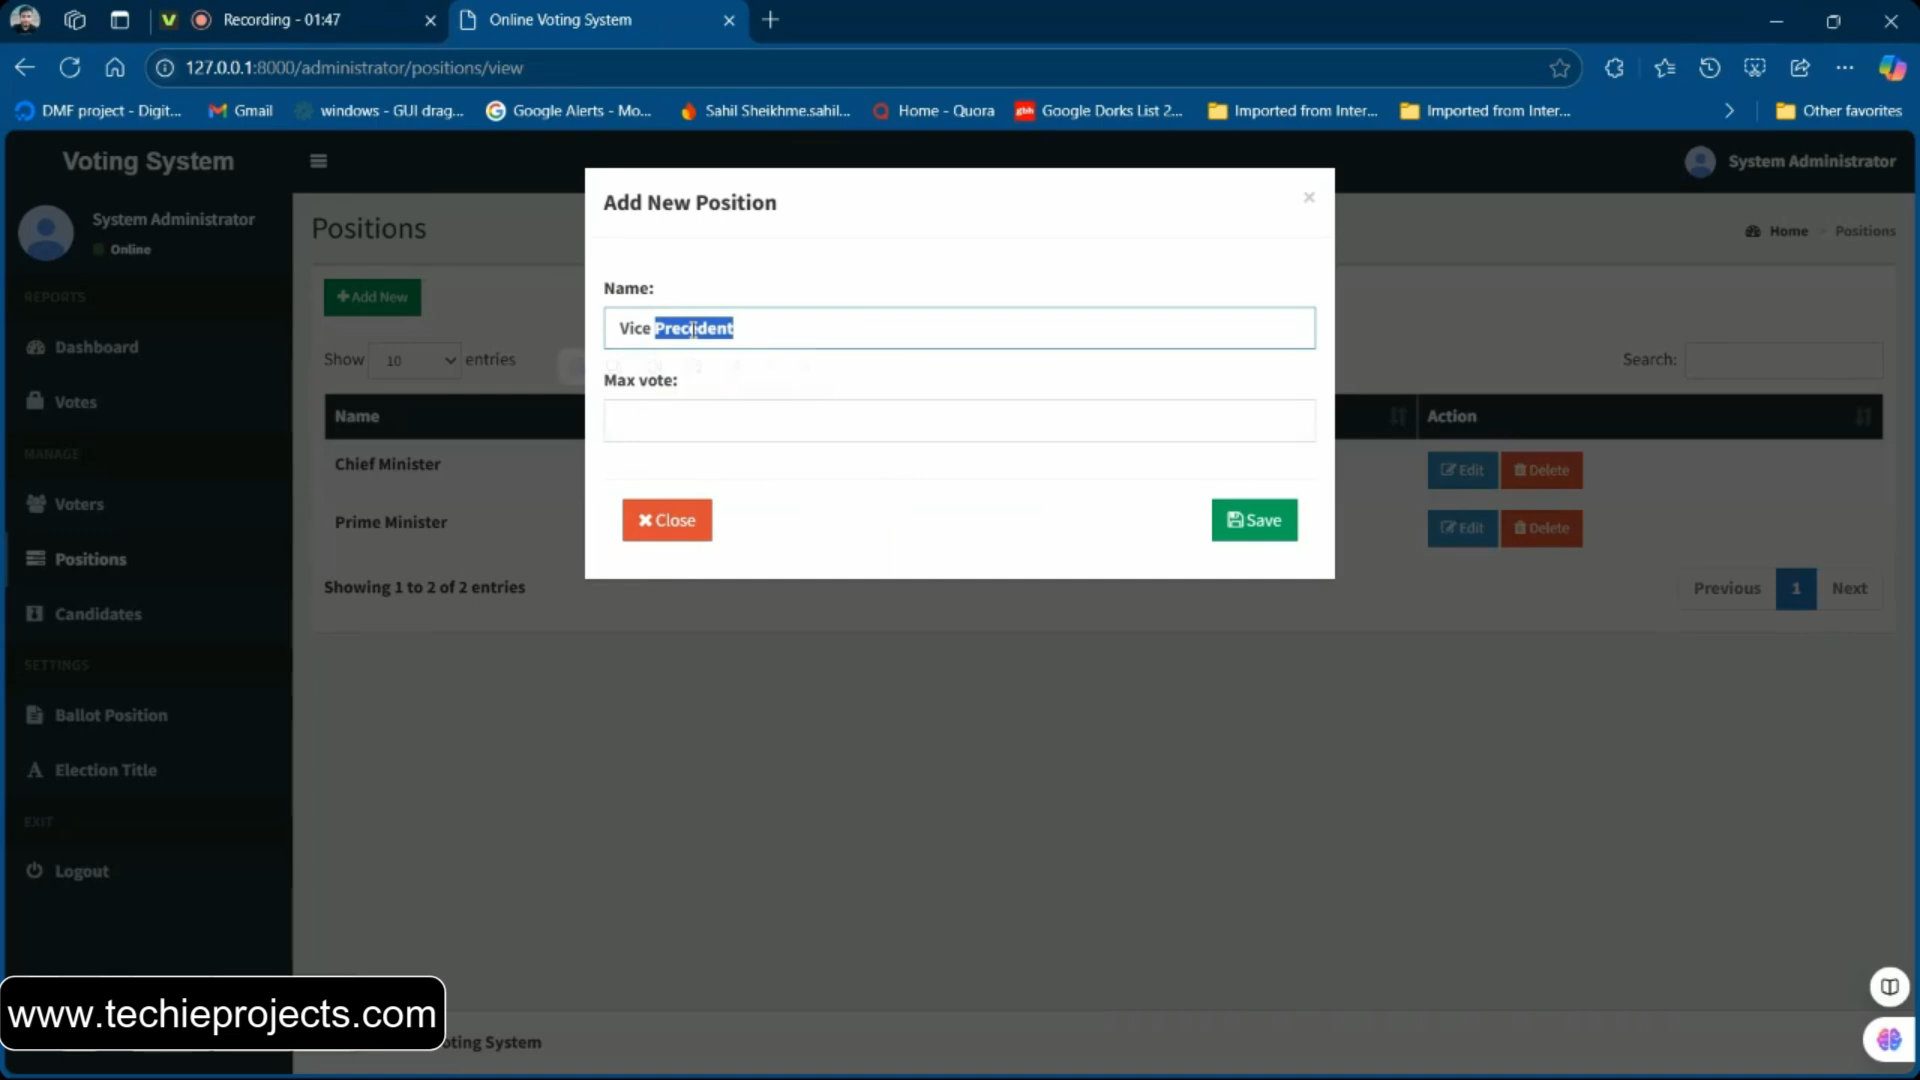 Recording - 01:47
Online Voting System
127.0.0.1:8000/administrator/positions/view
DMF project - Digit...
Gmail
windows - GUI drag...
Google Alerts - Mo...
Sahil Sheikhme.sahil...
Home - Quora
Google Dorks List 2...
Imported from Inter...
Imported from Inter...
Other favorites
Voting System
System Administrator
System Administrator
Online
REPORTS
Dashboard
Votes
MANAGE
Voters
Positions
Candidates
SETTINGS
Ballot Position
Election Title
EXIT
Logout
Positions
Home
Positions
Add New
Show 10 entries
Search:
Name
Action
Chief Minister
Edit
Delete
Prime Minister
Edit
Delete
Showing 1 to 2 of 2 entries
Previous 1 Next
Add New Position
×
Name:
Vice Precedent
Max vote:
Close
Save
www.techieprojects.com
oting System